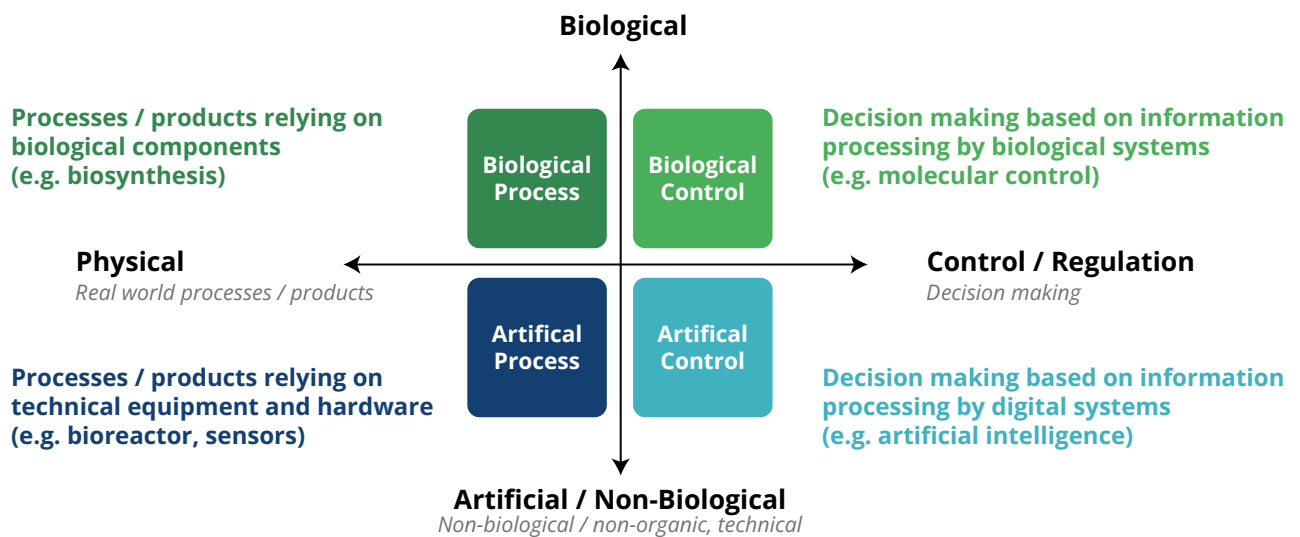 Biological
Processes / products relying on
biological components
(e.g. biosynthesis)
Biological
Process
Biological
Control
Decision making based on information
processing by biological systems
(e.g. molecular control)
Physical
Real world processes / products
Control / Regulation
Decision making
Processes / products relying on
technical equipment and hardware
(e.g. bioreactor, sensors)
Artifical
Process
Artifical
Control
Decision making based on information
processing by digital systems
(e.g. artificial intelligence)
Artificial / Non-Biological
Non-biological / non-organic, technical